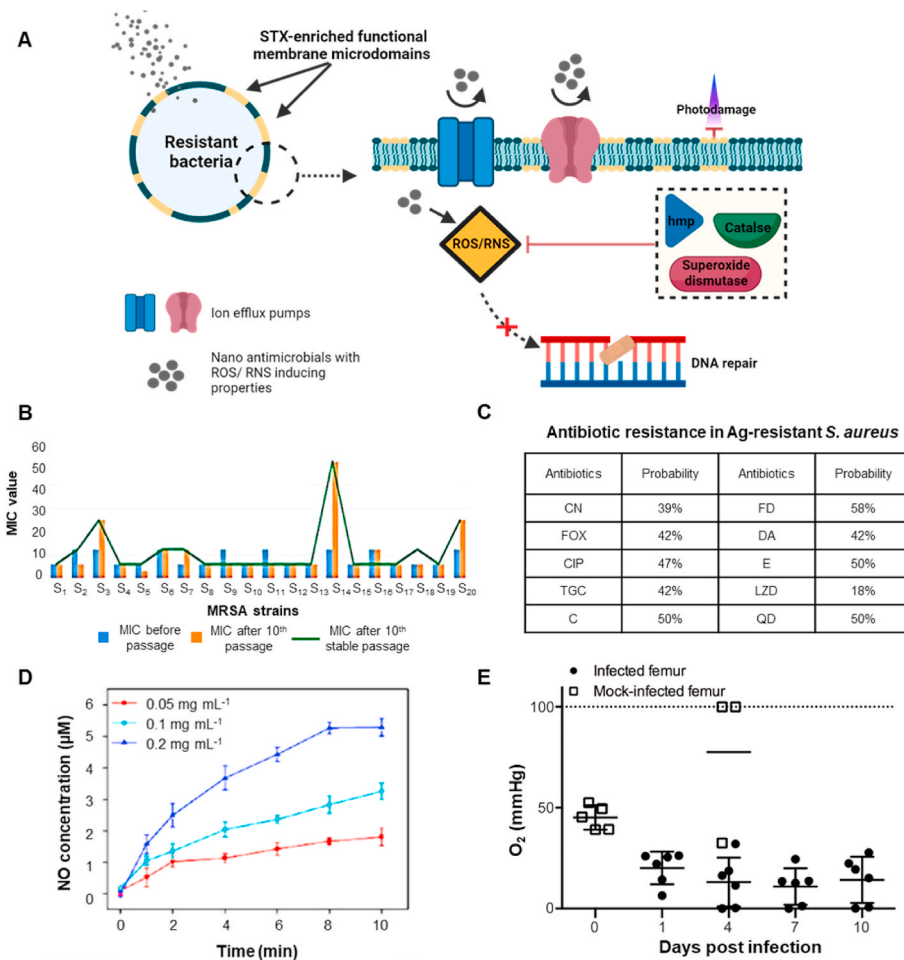 A
STX-enriched functional
membrane microdomains
Resistant
bacteria
Photodamage
ROS/RNS
hmp
Catalse
Superoxide
dismutase
Ion efflux pumps
Nano antimicrobials with
ROS/ RNS inducing
properties
DNA repair
B
MIC value
60
50
40
30
20
10
0
S1 S2 S3 S4 S5 S6 S7 S8 S9 S10 S11 S12 S13 S14 S15 S16 S17 S18 S19 S20
MRSA strains
MIC before
passage
MIC after 10th
passage
MIC after 10th
stable passage
C
Antibiotic resistance in Ag-resistant S. aureus
Antibiotics Probability Antibiotics Probability
CN 39% FD 58%
FOX 42% DA 42%
CIP 47% E 50%
TGC 42% LZD 18%
C 50% QD 50%
D
0.05 mg mL-1
0.1 mg mL-1
0.2 mg mL-1
NO concentration (µM)
6
5
4
3
2
1
0
0 2 4 6 8 10
Time (min)
E
Infected femur
Mock-infected femur
O2 (mmHg)
100
50
0
0 1 4 7 10
Days post infection